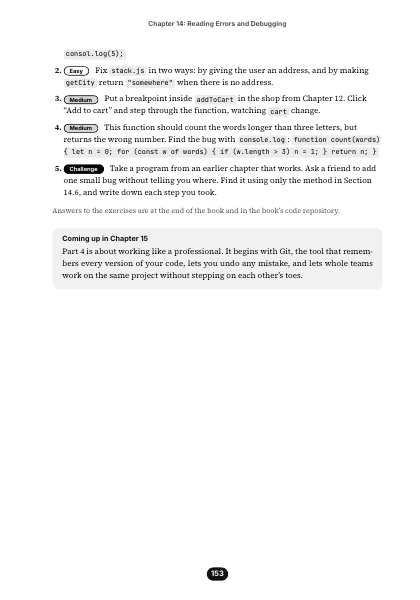 Chapter 14: Reading Errors and Debugging
consol.log(5);
2. Easy Fix stack.js in two ways: by giving the user an address, and by making
getCity return "somewhere" when there is no address.
3. Medium Put a breakpoint inside addToCart in the shop from Chapter 12. Click
“Add to cart” and step through the function, watching cart change.
4. Medium This function should count the words longer than three letters, but
returns the wrong number. Find the bug with console.log: function count(words)
{ let n = 0; for (const w of words) { if (w.length > 3) n = 1; } return n; }
5. Challenge Take a program from an earlier chapter that works. Ask a friend to add
one small bug without telling you where. Find it using only the method in Section
14.6, and write down each step you took.
Answers to the exercises are at the end of the book and in the book’s code repository.
Coming up in Chapter 15
Part 4 is about working like a professional. It begins with Git, the tool that remem-
bers every version of your code, lets you undo any mistake, and lets whole teams
work on the same project without stepping on each other’s toes.
153